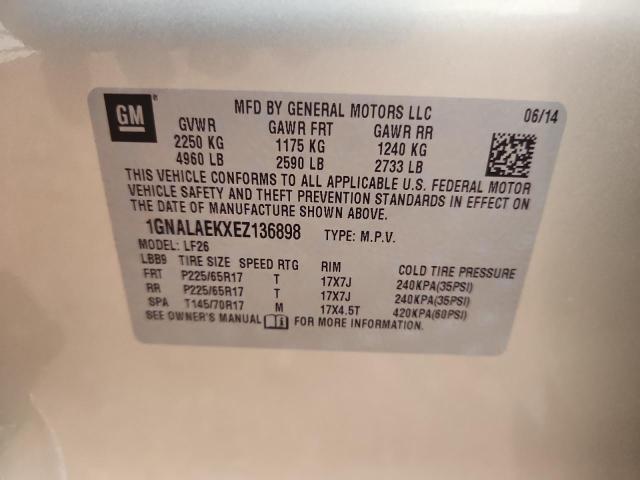 GM
MFD BY GENERAL MOTORS LLC 06/14
GVWR GAWR FRT GAWR RR
2250 KG 1175 KG 1240 KG
4960 LB 2590 LB 2733 LB
THIS VEHICLE CONFORMS TO ALL APPLICABLE U.S. FEDERAL MOTOR
VEHICLE SAFETY AND THEFT PREVENTION STANDARDS IN EFFECT ON
THE DATE OF MANUFACTURE SHOWN ABOVE.
1GNALAEKXEZ136898 TYPE: M.P.V.
MODEL: LF26
LBB9 TIRE SIZE SPEED RTG RIM COLD TIRE PRESSURE
FRT P225/65R17 T 17X7J 240KPA(35PSI)
RR P225/65R17 T 17X7J 240KPA(35PSI)
SPA T145/70R17 M 17X4.5T 420KPA(60PSI)
SEE OWNER'S MANUAL FOR MORE INFORMATION.